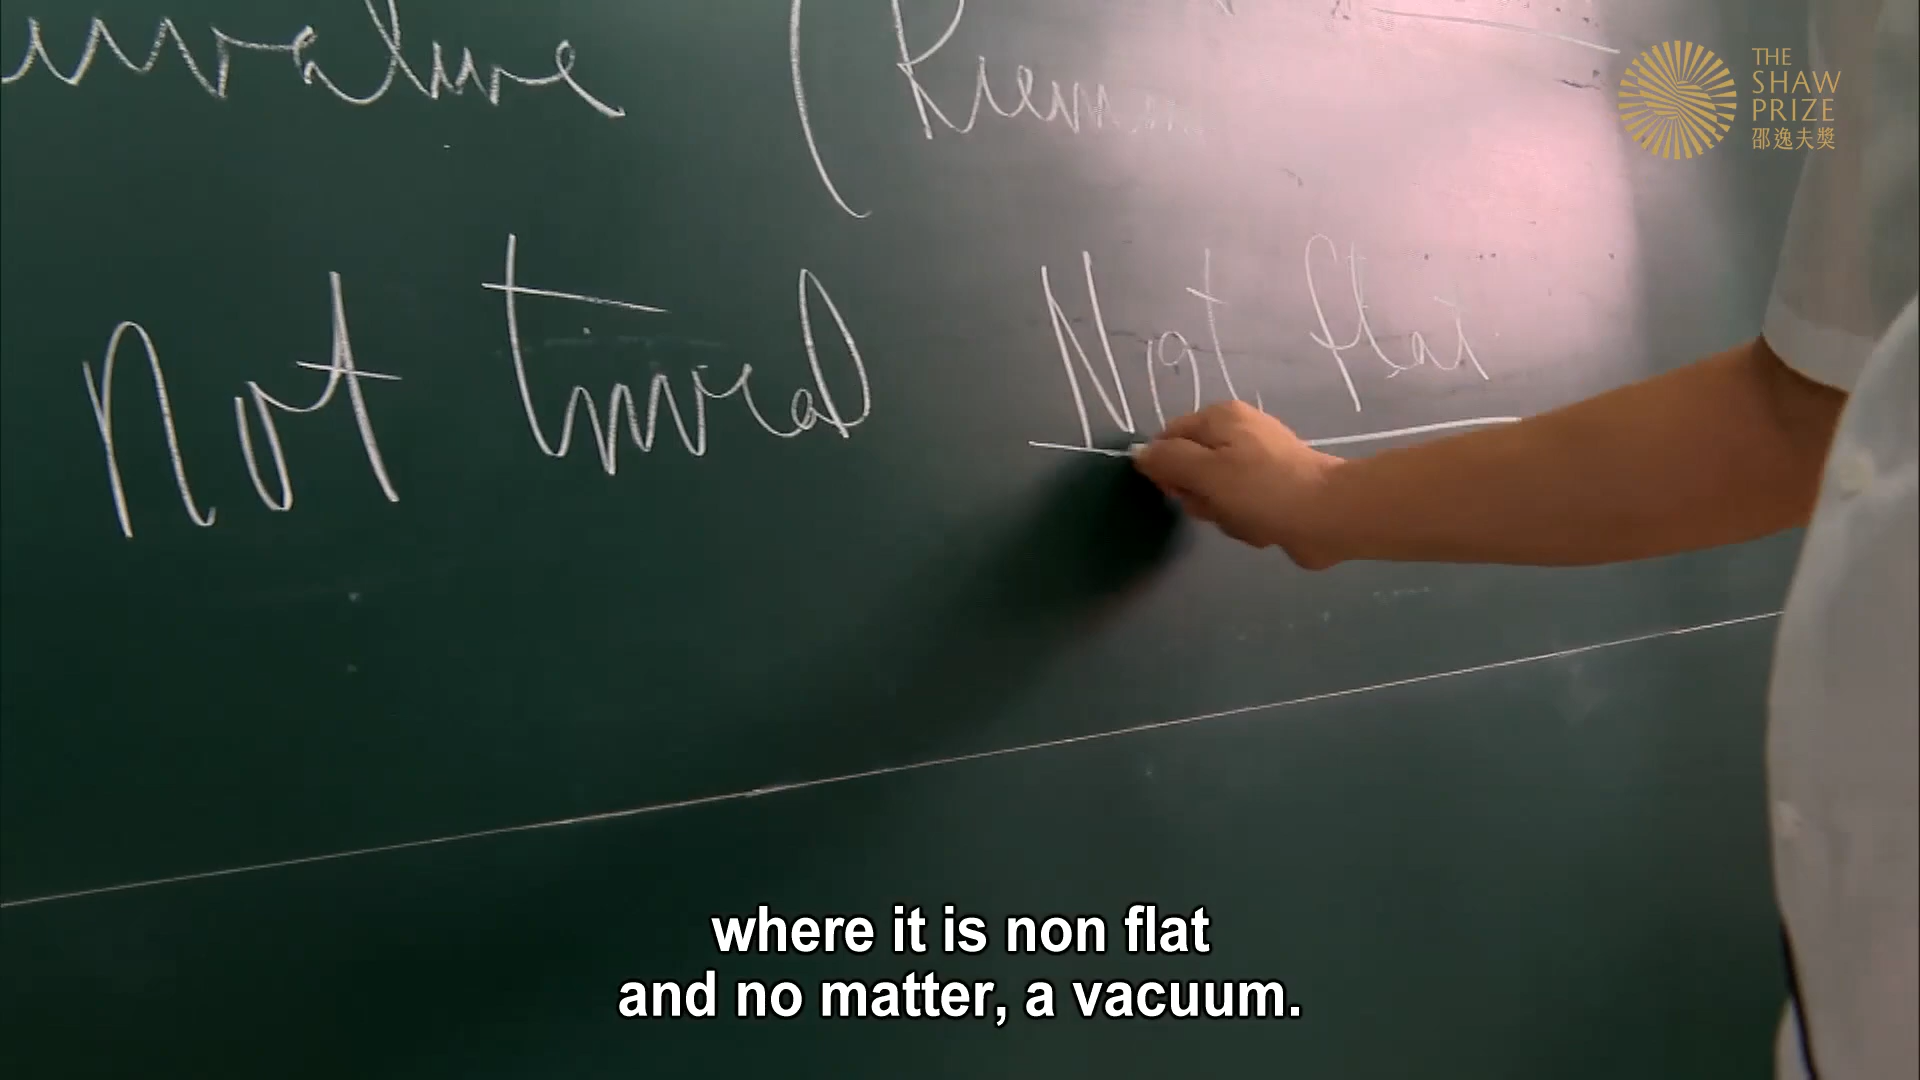 THE
SHAW
PRIZE
邵逸夫獎
not trivial Not flat
where it is non flat
and no matter, a vacuum.